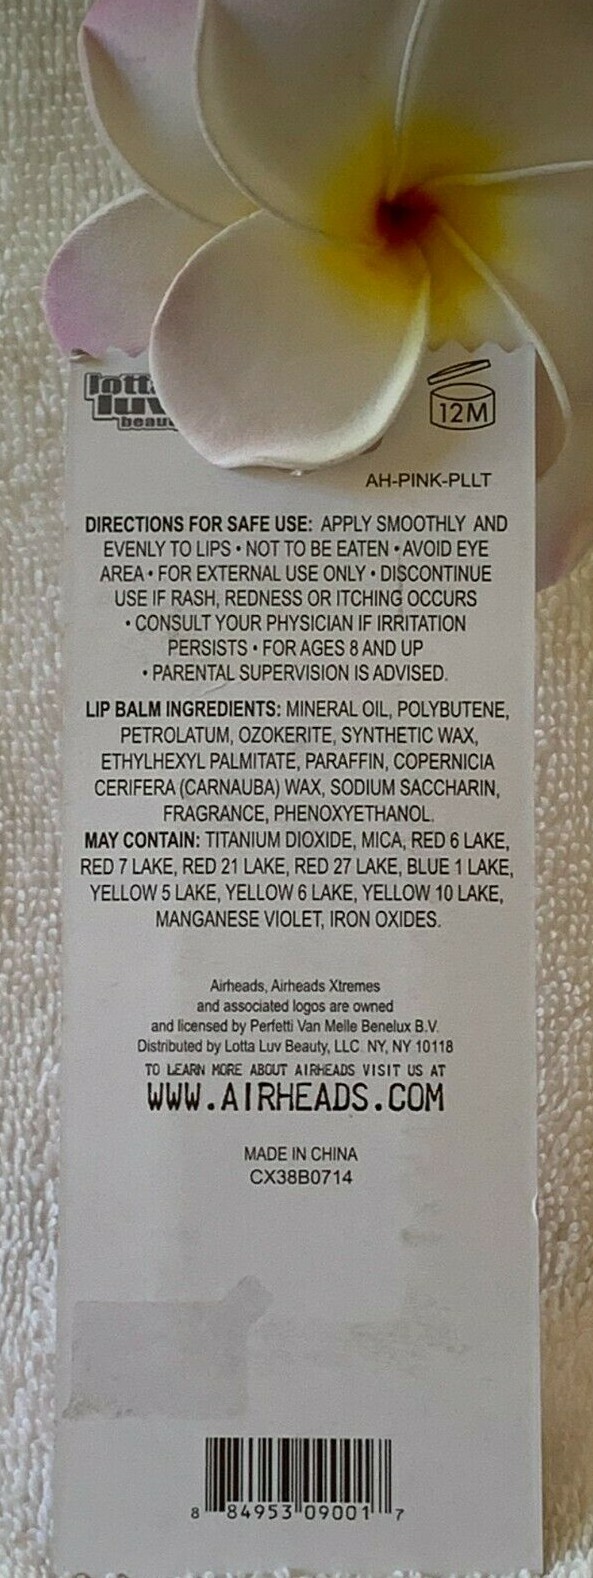 lott
luv
beau
12M
AH-PINK-PLLT
DIRECTIONS FOR SAFE USE: APPLY SMOOTHLY AND
EVENLY TO LIPS • NOT TO BE EATEN • AVOID EYE
AREA • FOR EXTERNAL USE ONLY • DISCONTINUE
USE IF RASH, REDNESS OR ITCHING OCCURS
• CONSULT YOUR PHYSICIAN IF IRRITATION
PERSISTS • FOR AGES 8 AND UP
• PARENTAL SUPERVISION IS ADVISED.
LIP BALM INGREDIENTS: MINERAL OIL, POLYBUTENE,
PETROLATUM, OZOKERITE, SYNTHETIC WAX,
ETHYLHEXYL PALMITATE, PARAFFIN, COPERNICIA
CERIFERA (CARNAUBA) WAX, SODIUM SACCHARIN,
FRAGRANCE, PHENOXYETHANOL.
MAY CONTAIN: TITANIUM DIOXIDE, MICA, RED 6 LAKE,
RED 7 LAKE, RED 21 LAKE, RED 27 LAKE, BLUE 1 LAKE,
YELLOW 5 LAKE, YELLOW 6 LAKE, YELLOW 10 LAKE,
MANGANESE VIOLET, IRON OXIDES.
Airheads, Airheads Xtremes
and associated logos are owned
and licensed by Perfetti Van Melle Benelux B.V.
Distributed by Lotta Luv Beauty, LLC. NY, NY 10118
TO LEARN MORE ABOUT AIRHEADS VISIT US AT
WWW.AIRHEADS.COM
MADE IN CHINA
CX38B0714
8 84953 09001 7